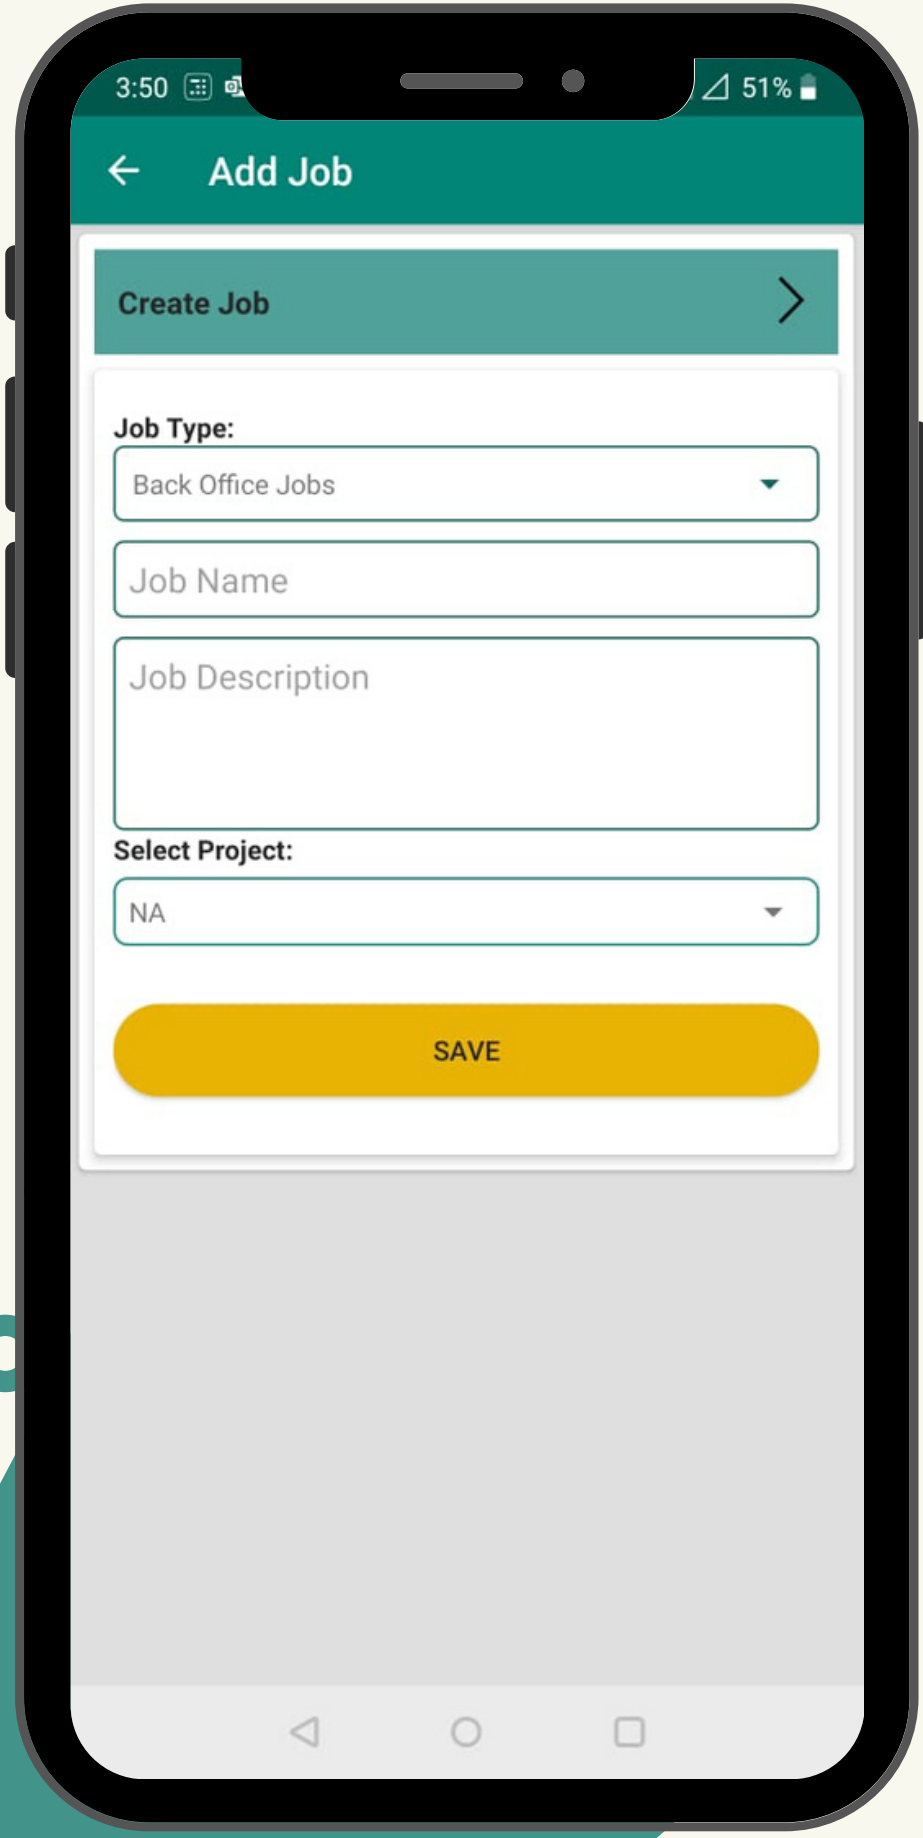 3:50 51%
Add Job
Create Job
Job Type:
Back Office Jobs
Job Name
Job Description
Select Project:
NA
SAVE